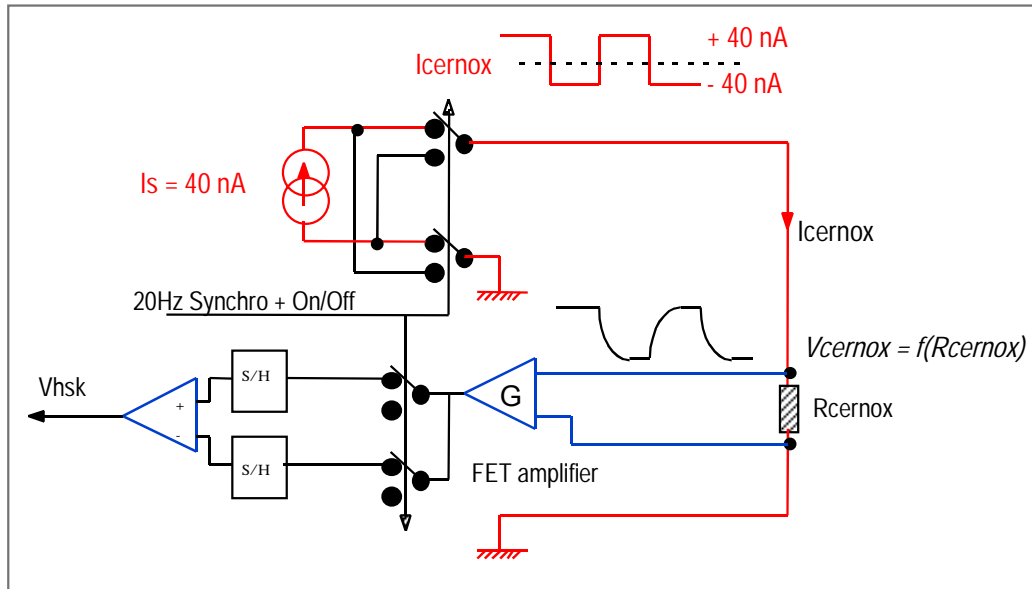 + 40 nA
Icernox
- 40 nA
Is = 40 nA
Icernox
20Hz Synchro + On/Off
Vcernox = f(Rcernox)
S/H
Vhsk
+
G
Rcernox
-
S/H
FET amplifier